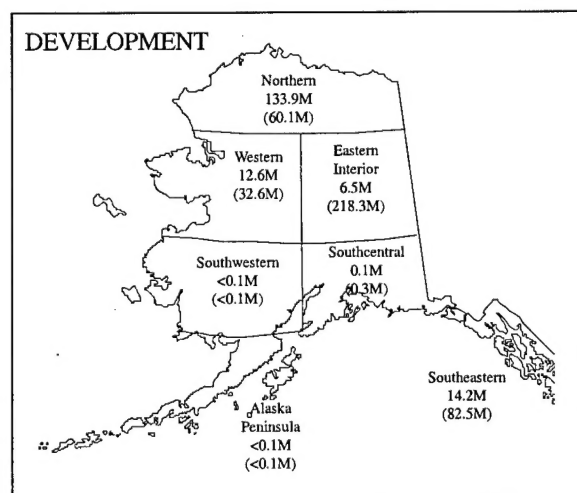 DEVELOPMENT
Northern
133.9M
(60.1M)
Western
12.6M
(32.6M)
Eastern
Interior
6.5M
(218.3M)
Southwestern
<0.1M
(<0.1M)
Southcentral
0.1M
(0.3M)
Southeastern
14.2M
(82.5M)
Alaska
Peninsula
<0.1M
(<0.1M)